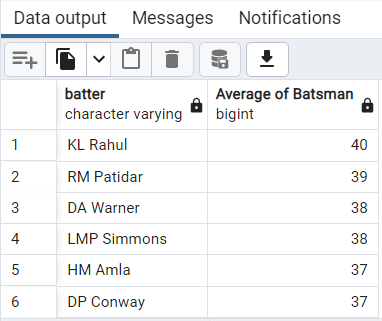 Data output Messages Notifications
batter Average of Batsman
character varying bigint
1 KL Rahul 40
2 RM Patidar 39
3 DA Warner 38
4 LMP Simmons 38
5 HM Amla 37
6 DP Conway 37